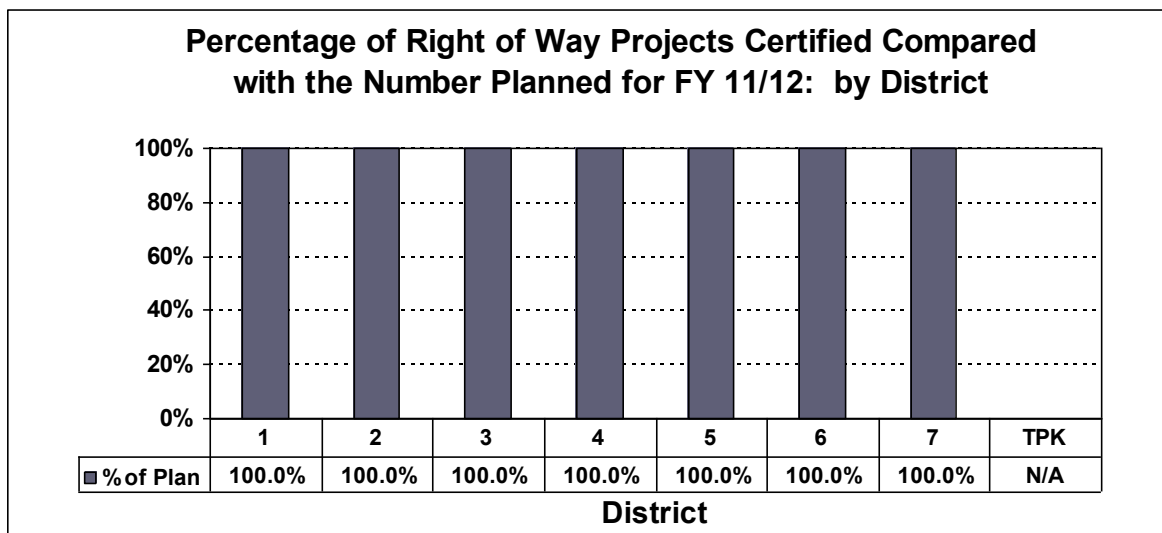 Percentage of Right of Way Projects Certified Compared
with the Number Planned for FY 11/12: by District
100%
80%
60%
40%
20%
0%
1 2 3 4 5 6 7 TPK
% of Plan 100.0% 100.0% 100.0% 100.0% 100.0% 100.0% 100.0% N/A
District